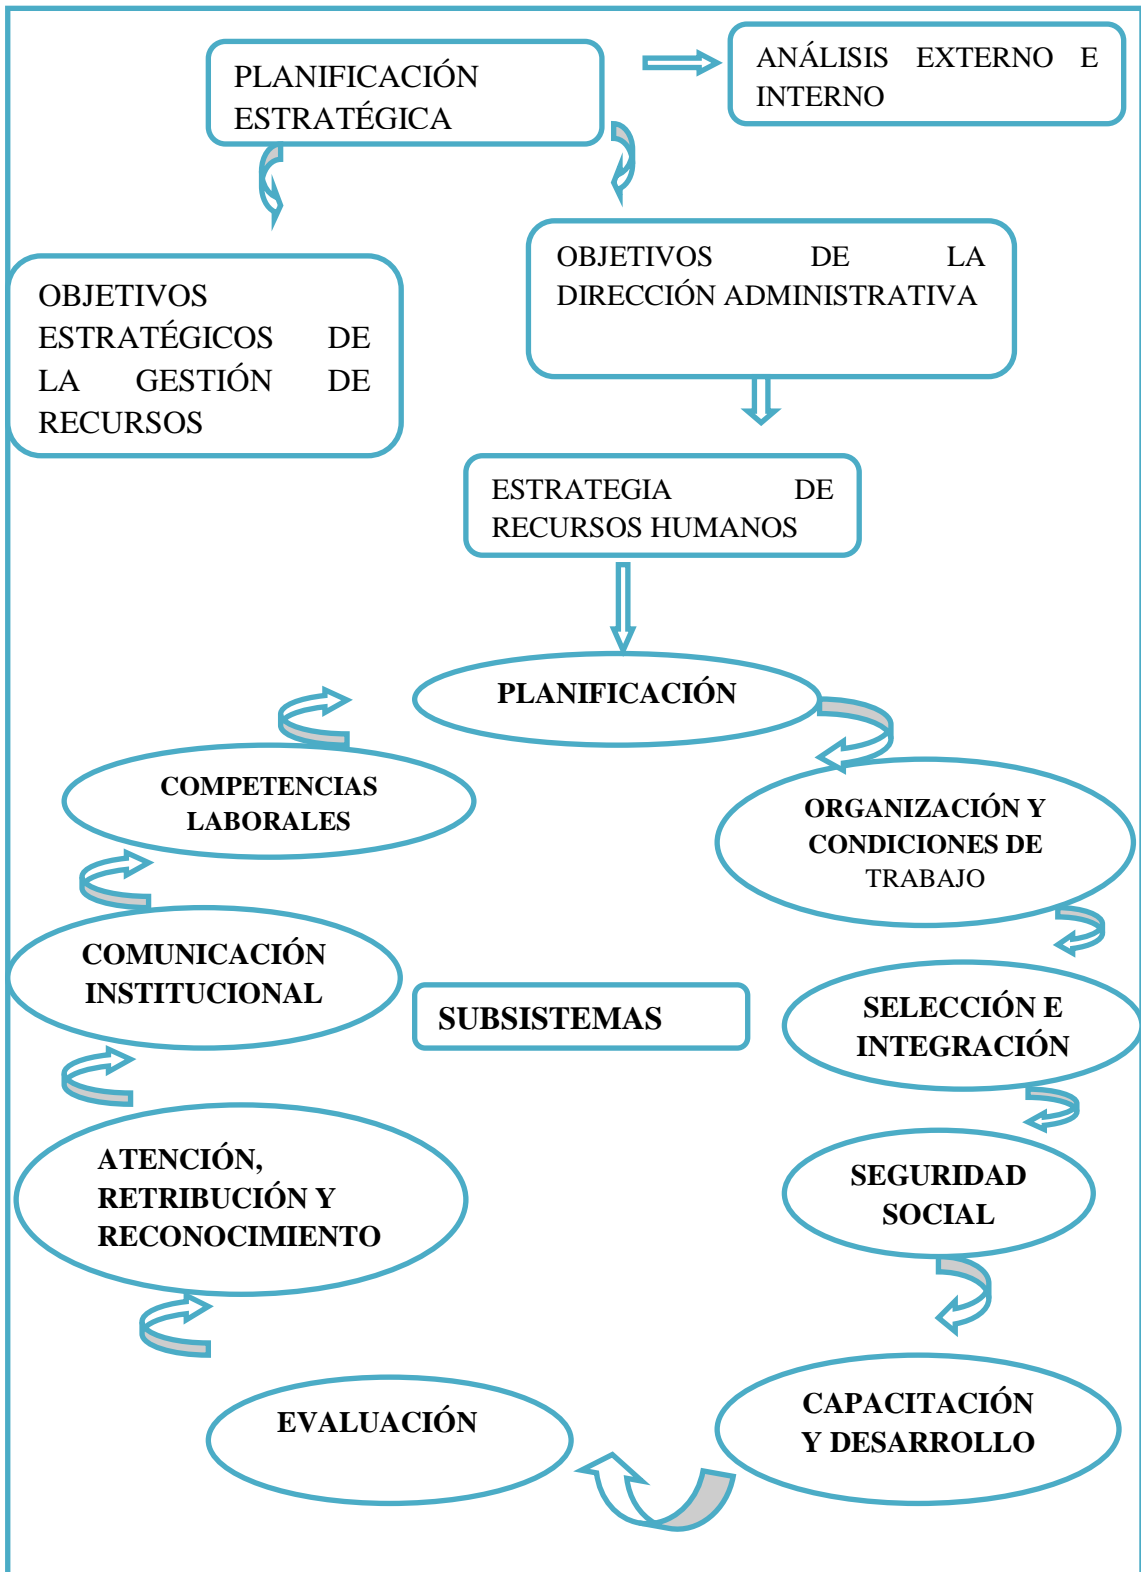 PLANIFICACIÓN
ESTRATÉGICA
ANÁLISIS EXTERNO E
INTERNO
OBJETIVOS
ESTRATÉGICOS DE
LA GESTIÓN DE
RECURSOS
OBJETIVOS DE LA
DIRECCIÓN ADMINISTRATIVA
ESTRATEGIA DE
RECURSOS HUMANOS
PLANIFICACIÓN
COMPETENCIAS
LABORALES
ORGANIZACIÓN Y
CONDICIONES DE
TRABAJO
COMUNICACIÓN
INSTITUCIONAL
SUBSISTEMAS
SELECCIÓN E
INTEGRACIÓN
ATENCIÓN,
RETRIBUCIÓN Y
RECONOCIMIENTO
SEGURIDAD
SOCIAL
EVALUACIÓN
CAPACITACIÓN
Y DESARROLLO